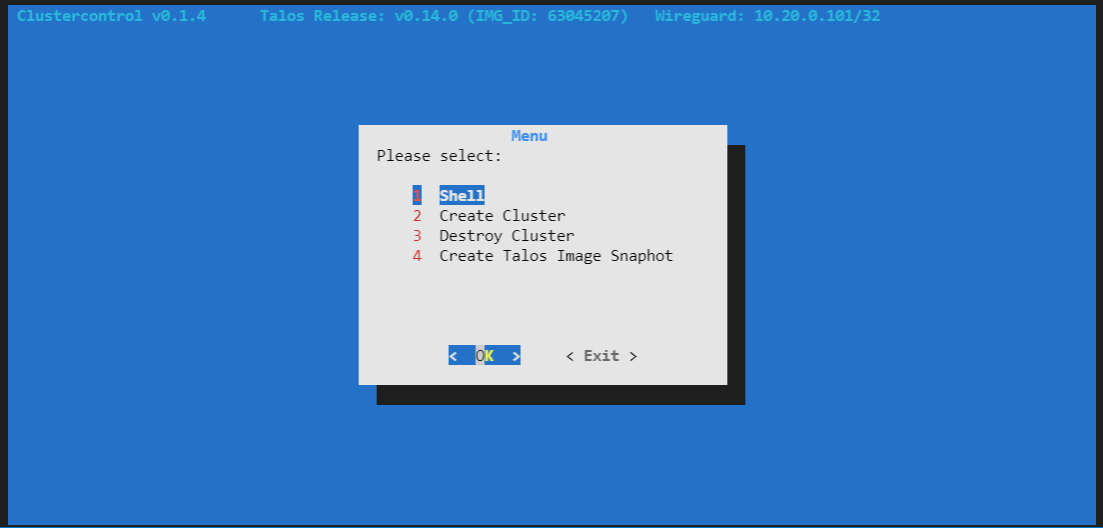 Clustercontrol v0.1.4 Talos Release: v0.14.0 (IMG_ID: 63045207) Wireguard: 10.20.0.101/32
Menu
Please select:
1 Shell
2 Create Cluster
3 Destroy Cluster
4 Create Talos Image Snaphot
< OK > < Exit >